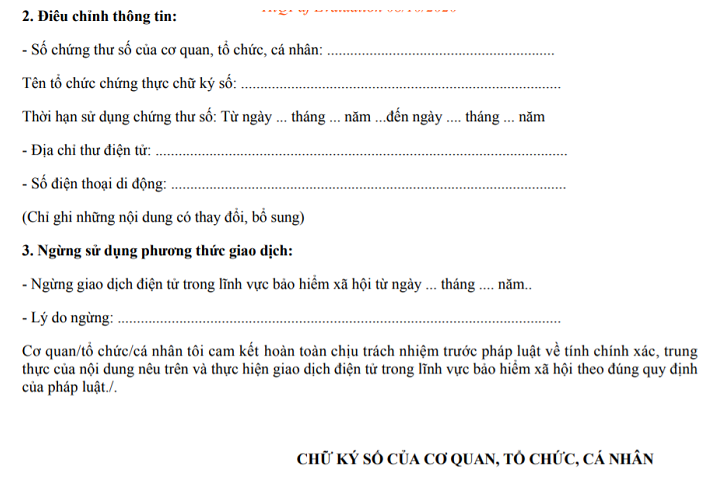 2. Điều chỉnh thông tin:
- Số chứng thư số của cơ quan, tổ chức, cá nhân: ............................................................
Tên tổ chức chứng thực chữ ký số: .....................................................................................
Thời hạn sử dụng chứng thư số: Từ ngày ... tháng ... năm ...đến ngày .... tháng ... năm
- Địa chỉ thư điện tử: .............................................................................................................
- Số điện thoại di động: ........................................................................................................
(Chỉ ghi những nội dung có thay đổi, bổ sung)
3. Ngừng sử dụng phương thức giao dịch:
- Ngừng giao dịch điện tử trong lĩnh vực bảo hiểm xã hội từ ngày ... tháng .... năm..
- Lý do ngừng: ......................................................................................................................
Cơ quan/tổ chức/cá nhân tôi cam kết hoàn toàn chịu trách nhiệm trước pháp luật về tính chính xác, trung
thực của nội dung nêu trên và thực hiện giao dịch điện tử trong lĩnh vực bảo hiểm xã hội theo đúng quy định
của pháp luật./.
CHỮ KÝ SỐ CỦA CƠ QUAN, TỔ CHỨC, CÁ NHÂN